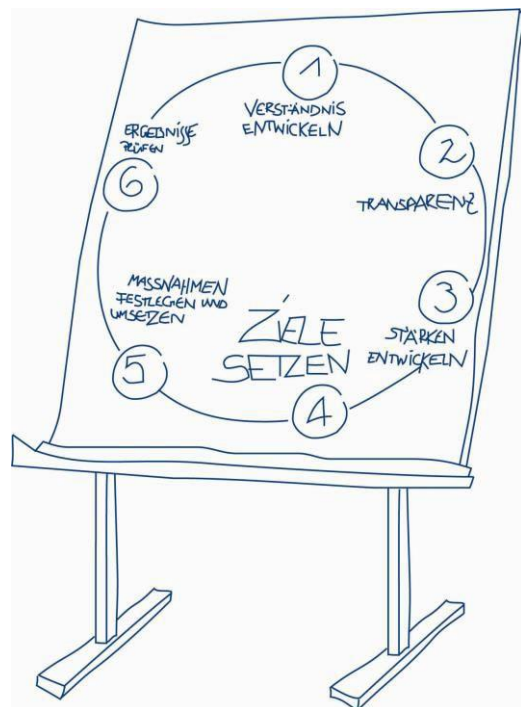 1
VERSTÄNDNIS
ENTWICKELN
2
TRANSPARENZ
3
STÄRKEN
ENTWICKELN
4
ZIELE
SETZEN
5
MASSNAHMEN
FESTLEGEN UND
UMSETZEN
6
ERGEBNISSE
PRÜFEN